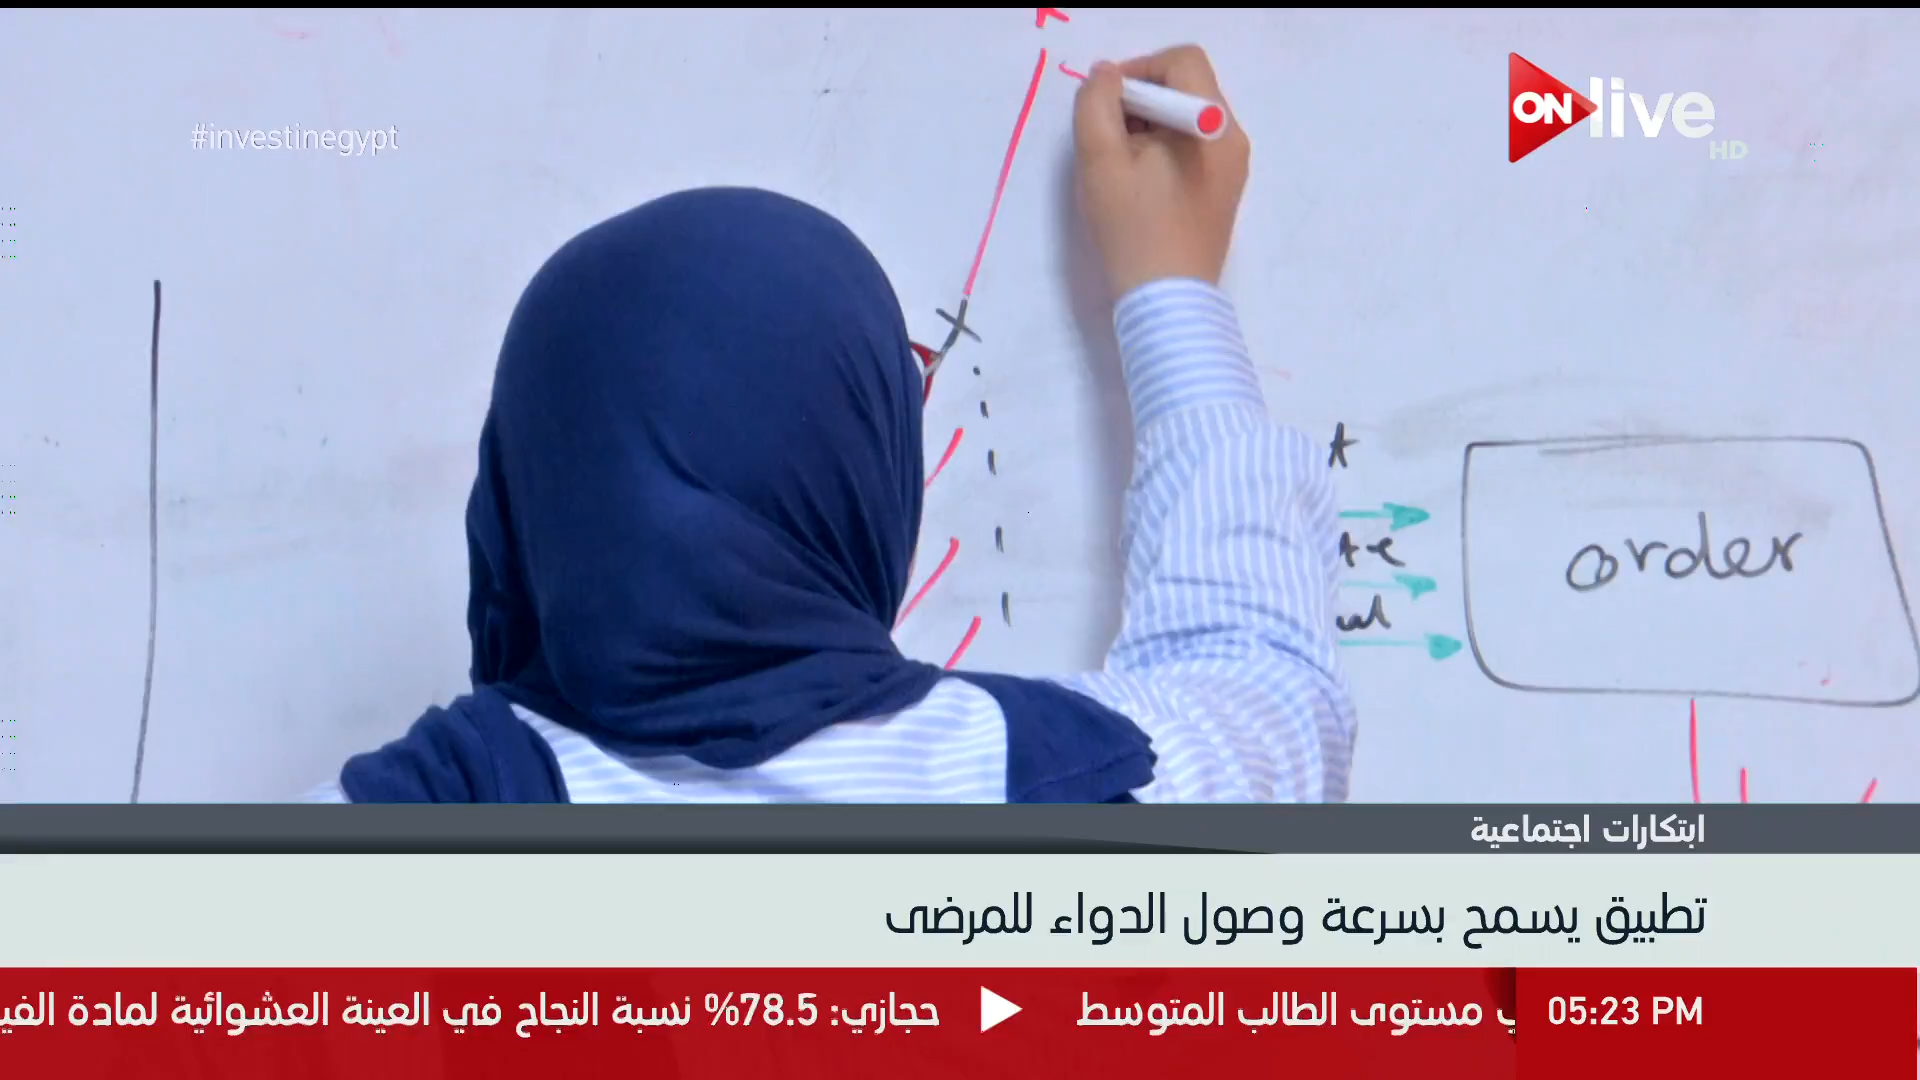 #investinegypt
ON live
HD
order
ابتكارات اجتماعية
تطبيق يسمح بسرعة وصول الدواء للمرضى
مستوى الطالب المتوسط
حجازي: 78.5% نسبة النجاح في العينة العشوائية لمادة
05:23 PM